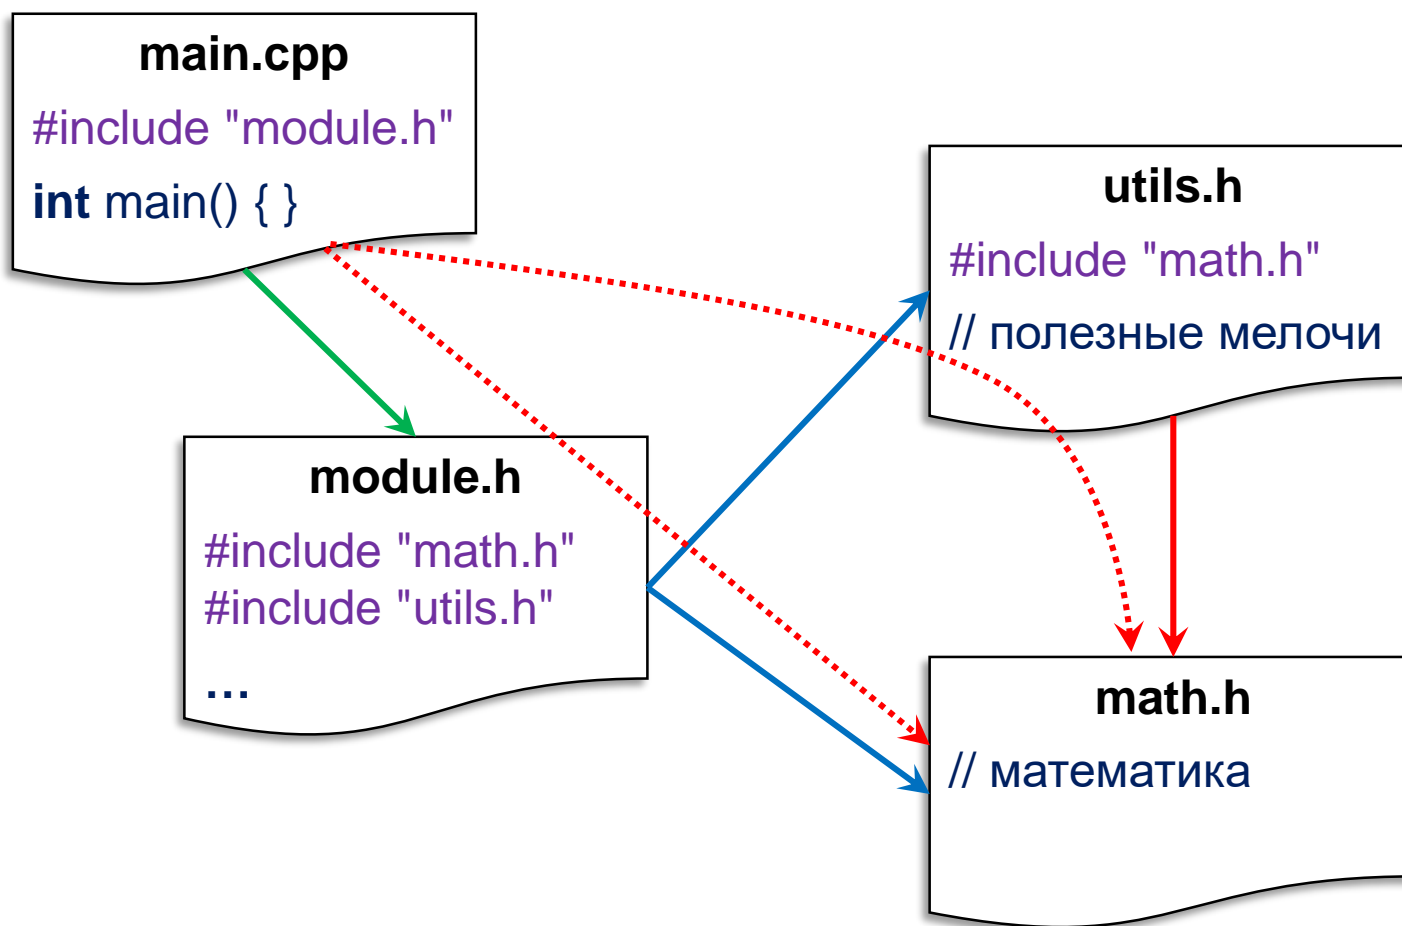 main.cpp
#include "module.h"
int main() { }
utils.h
#include "math.h"
// полезные мелочи
module.h
#include "math.h"
#include "utils.h"
...
math.h
// математика